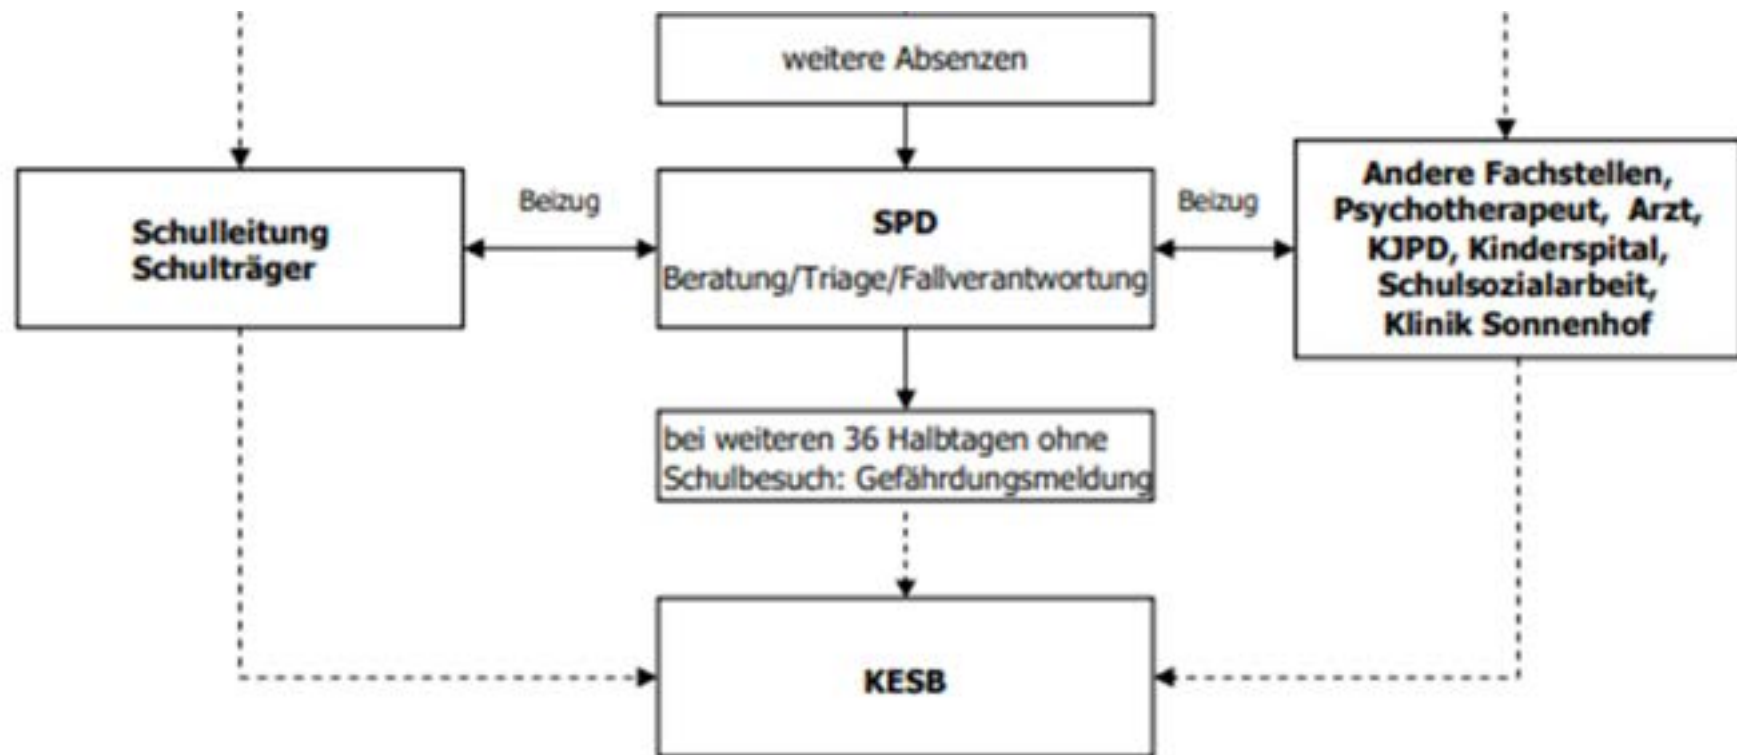 weitere Absenzen
Schulleitung
Schulträger
Beizug
SPD
Beratung/Triage/Fallverantwortung
Beizug
Andere Fachstellen,
Psychotherapeut, Arzt,
KJPD, Kinderspital,
Schulsozialarbeit,
Klinik Sonnenhof
bei weiteren 36 Halbtagen ohne
Schulbesuch: Gefährdungsmeldung
KESB